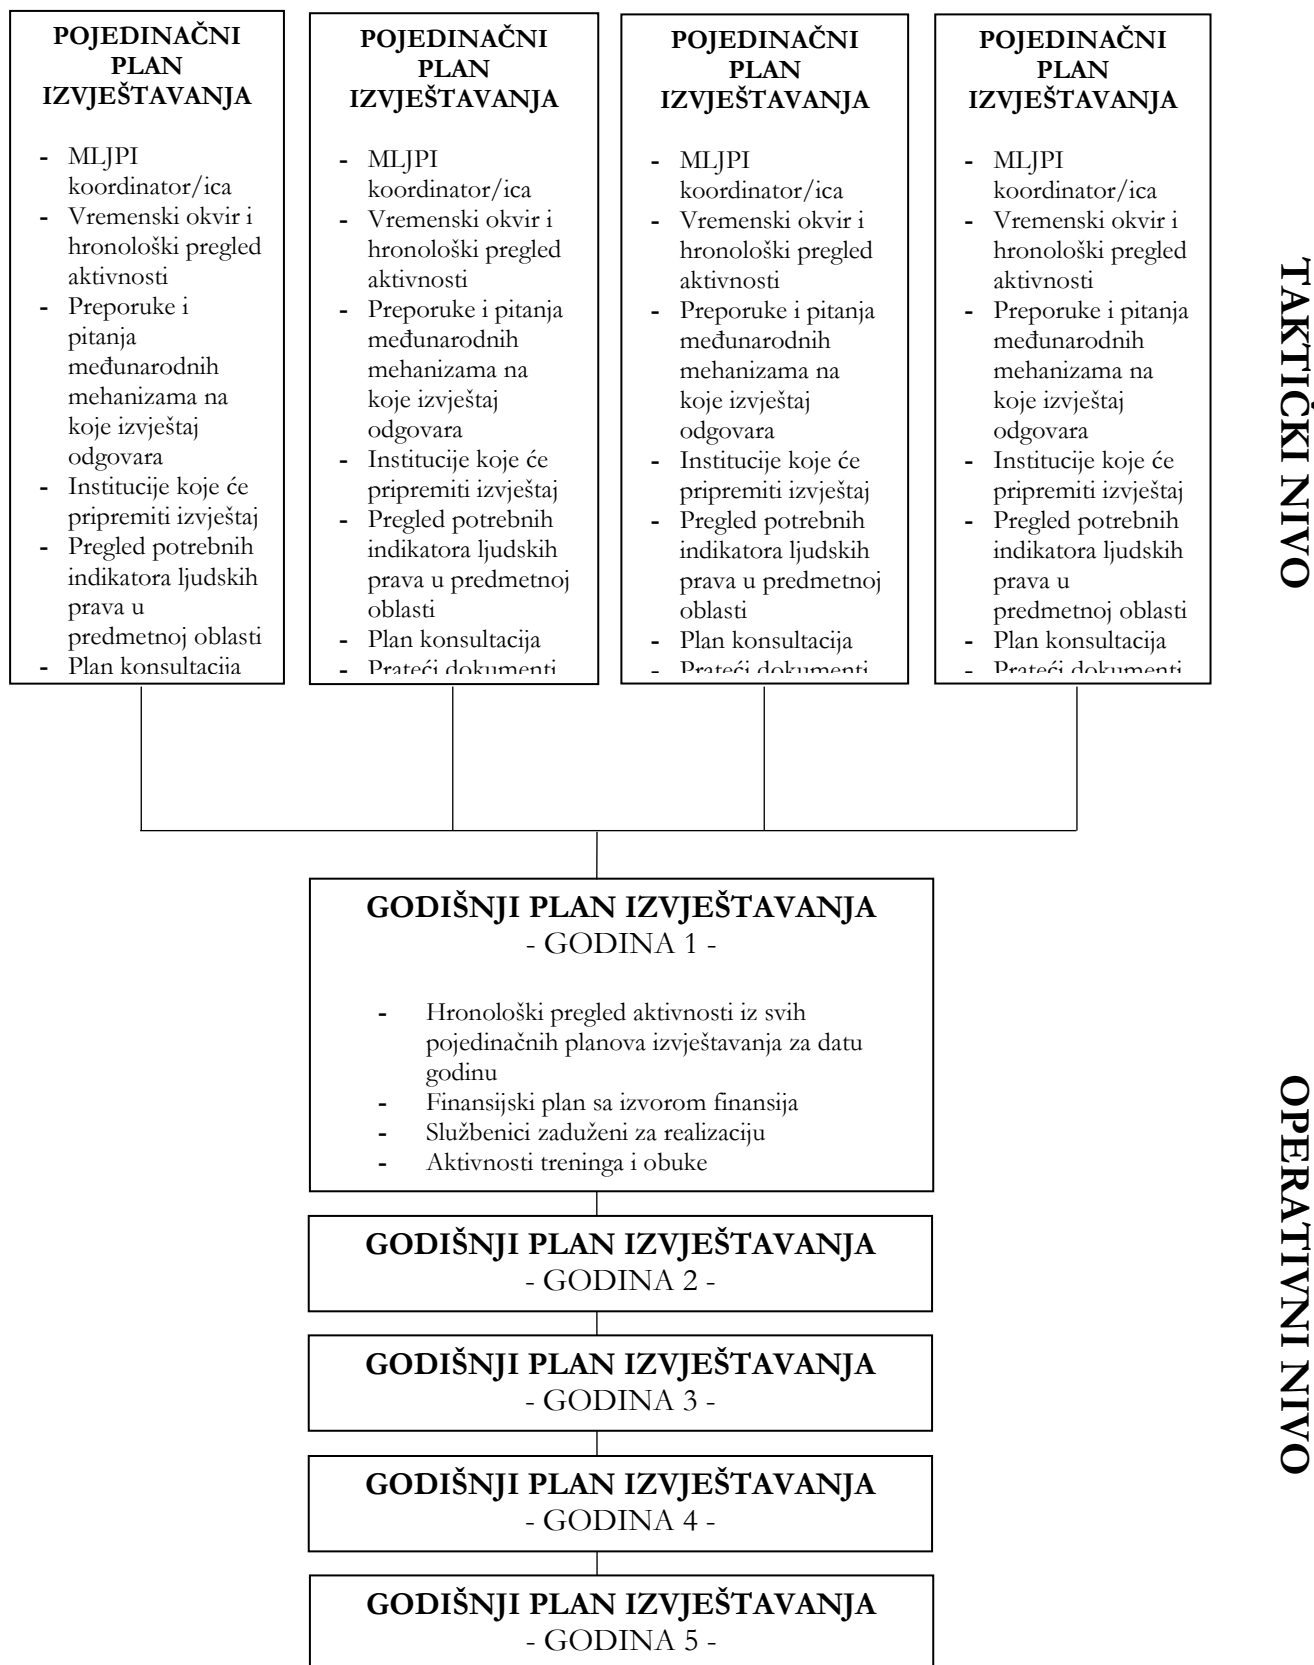 POJEDINAČNI
PLAN
IZVJEŠTAVANJA
- MLJPI
koordinator/ica
- Vremenski okvir i
hronološki pregled
aktivnosti
- Preporuke i
pitanja
međunarodnih
mehanizama na
koje izvještaj
odgovara
- Institucije koje će
pripremiti izvještaj
- Pregled potrebnih
indikatora ljudskih
prava u
predmetnoj oblasti
- Plan konsultacija
POJEDINAČNI
PLAN
IZVJEŠTAVANJA
- MLJPI
koordinator/ica
- Vremenski okvir i
hronološki pregled
aktivnosti
- Preporuke i pitanja
međunarodnih
mehanizama na
koje izvještaj
odgovara
- Institucije koje će
pripremiti izvještaj
- Pregled potrebnih
indikatora ljudskih
prava u predmetnoj
oblasti
- Plan konsultacija
- Prateći dokumenti
POJEDINAČNI
PLAN
IZVJEŠTAVANJA
- MLJPI
koordinator/ica
- Vremenski okvir i
hronološki pregled
aktivnosti
- Preporuke i pitanja
međunarodnih
mehanizama na
koje izvještaj
odgovara
- Institucije koje će
pripremiti izvještaj
- Pregled potrebnih
indikatora ljudskih
prava u predmetnoj
oblasti
- Plan konsultacija
- Prateći dokumenti
POJEDINAČNI
PLAN
IZVJEŠTAVANJA
- MLJPI
koordinator/ica
- Vremenski okvir i
hronološki pregled
aktivnosti
- Preporuke i pitanja
međunarodnih
mehanizama na
koje izvještaj
odgovara
- Institucije koje će
pripremiti izvještaj
- Pregled potrebnih
indikatora ljudskih
prava u
predmetnoj oblasti
- Plan konsultacija
- Prateći dokumenti
TAKTIČKI NIVO
GODIŠNJI PLAN IZVJEŠTAVANJA
- GODINA 1 -
- Hronološki pregled aktivnosti iz svih
pojedinačnih planova izvještavanja za datu
godinu
- Finansijski plan sa izvorom finansija
- Službenici zaduženi za realizaciju
- Aktivnosti treninga i obuke
GODIŠNJI PLAN IZVJEŠTAVANJA
- GODINA 2 -
GODIŠNJI PLAN IZVJEŠTAVANJA
- GODINA 3 -
GODIŠNJI PLAN IZVJEŠTAVANJA
- GODINA 4 -
GODIŠNJI PLAN IZVJEŠTAVANJA
- GODINA 5 -
OPERATIVNI NIVO